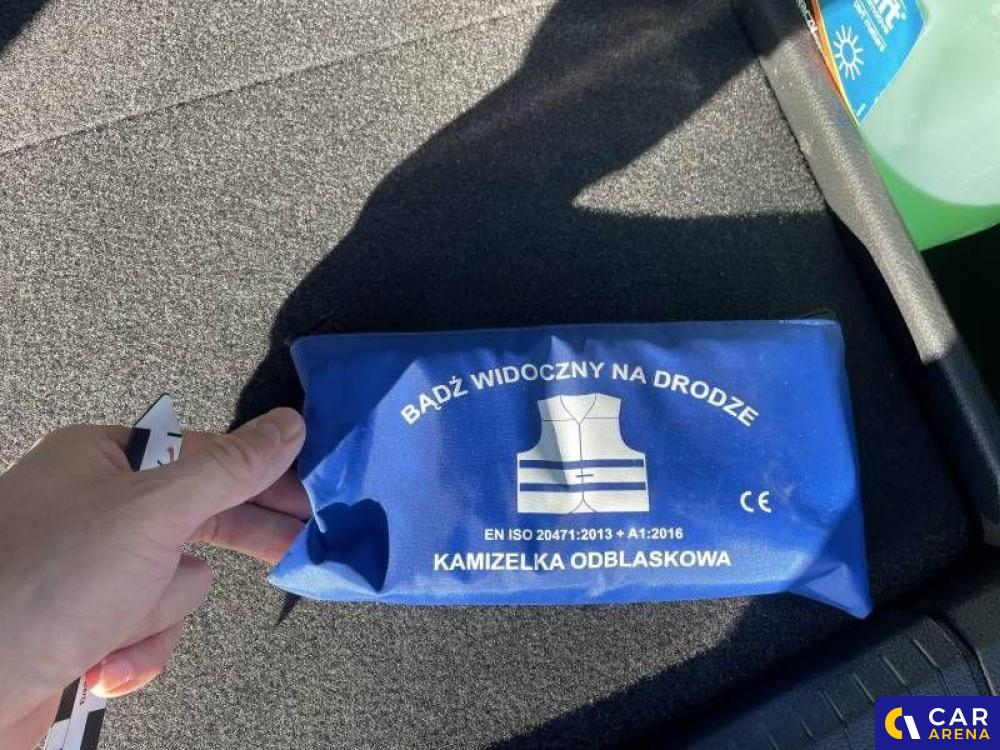 BĄDŹ WIDOCZNY NA DRODZE
CE
EN ISO 20471:2013 + A1:2016
KAMIZELKA ODBLASKOWA
CAR
ARENA